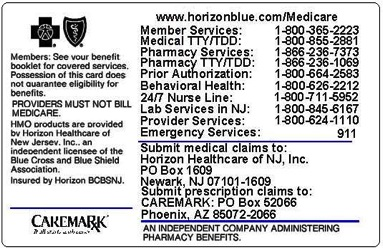 www.horizonblue.com/Medicare
Members: See your benefit
booklet for covered services.
Possession of this card does
not guarantee eligibility for
benefits.
PROVIDERS MUST NOT BILL
MEDICARE.
HMO products are provided
by Horizon Healthcare of
New Jersey, Inc., an
independent licensee of the
Blue Cross and Blue Shield
Association.
Insured by Horizon BCBSNJ.
CAREMARK
Member Services: 1-800-365-2223
Medical TTY/TDD: 1-800-855-2881
Pharmacy Services: 1-866-236-7373
Pharmacy TTY/TDD: 1-866-236-1069
Prior Authorization: 1-800-664-2583
Behavioral Health: 1-800-626-2212
24/7 Nurse Line: 1-800-711-5952
Lab Services in NJ: 1-800-845-6167
Provider Services: 1-800-624-1110
Emergency Services: 911
Submit medical claims to:
Horizon Healthcare of NJ, Inc.
PO Box 1609
Newark, NJ 07101-1609
Submit prescription claims to:
CAREMARK: PO Box 52066
Phoenix, AZ 85072-2066
AN INDEPENDENT COMPANY ADMINISTERING
PHARMACY BENEFITS.